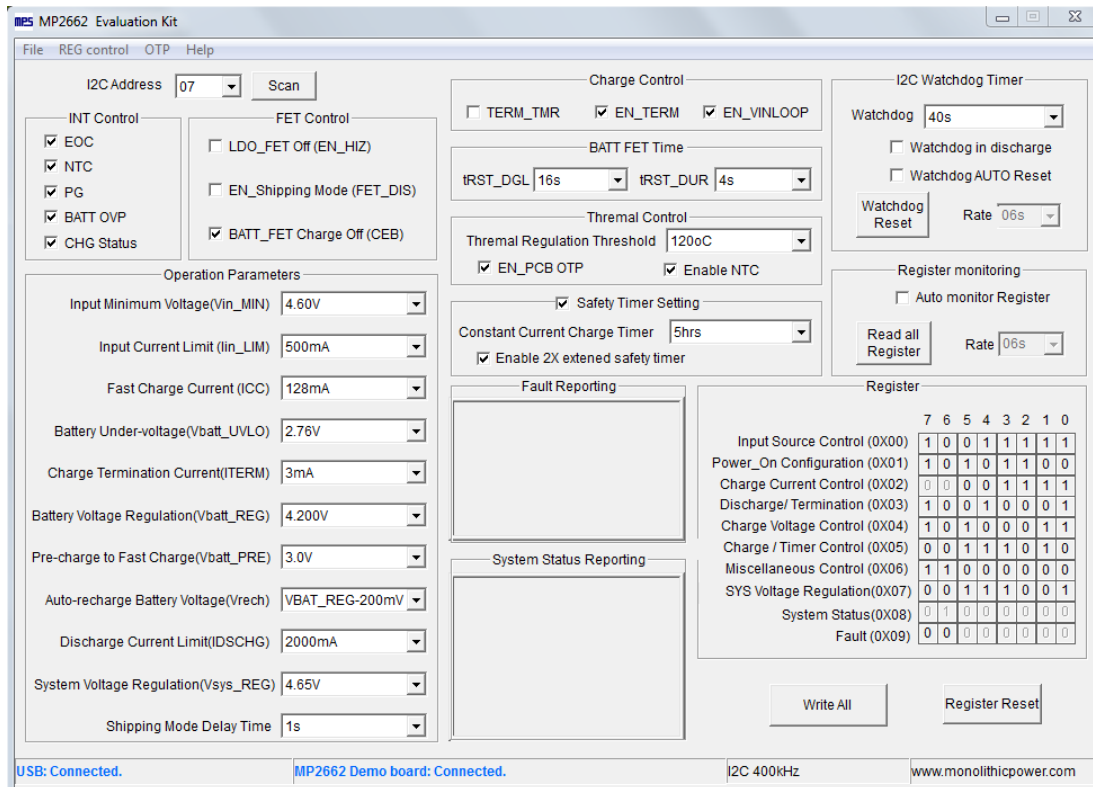 mps MP2662 Evaluation Kit
File REG control OTP Help
I2C Address 07 Scan
INT Control
EOC
NTC
PG
BATT OVP
CHG Status
FET Control
LDO_FET Off (EN_HIZ)
EN_Shipping Mode (FET_DIS)
BATT_FET Charge Off (CEB)
Operation Parameters
Input Minimum Voltage(Vin_MIN) 4.60V
Input Current Limit (Iin_LIM) 500mA
Fast Charge Current (ICC) 128mA
Battery Under-voltage(Vbatt_UVLO) 2.76V
Charge Termination Current(ITERM) 3mA
Battery Voltage Regulation(Vbatt_REG) 4.200V
Pre-charge to Fast Charge(Vbatt_PRE) 3.0V
Auto-recharge Battery Voltage(Vrech) VBAT_REG-200mV
Discharge Current Limit(IDSCHG) 2000mA
System Voltage Regulation(Vsys_REG) 4.65V
Shipping Mode Delay Time 1s
Charge Control
TERM_TMR EN_TERM EN_VINLOOP
BATT FET Time
tRST_DGL 16s tRST_DUR 4s
Thremal Control
Thremal Regulation Threshold 120oC
EN_PCB OTP Enable NTC
Safety Timer Setting
Constant Current Charge Timer 5hrs
Enable 2X extened safety timer
Fault Reporting
System Status Reporting
I2C Watchdog Timer
Watchdog 40s
Watchdog in discharge
Watchdog AUTO Reset
Watchdog
Reset
Rate 06s
Register monitoring
Auto monitor Register
Read all
Register
Rate 06s
Register
7 6 5 4 3 2 1 0
Input Source Control (0X00) 1 0 0 1 1 1 1 1
Power_On Configuration (0X01) 1 0 1 0 1 1 0 0
Charge Current Control (0X02) 0 0 0 0 1 1 1 1
Discharge/ Termination (0X03) 1 0 0 1 0 0 0 1
Charge Voltage Control (0X04) 1 0 1 0 0 0 1 1
Charge / Timer Control (0X05) 0 0 1 1 1 0 1 0
Miscellaneous Control (0X06) 1 1 0 0 0 0 0 0
SYS Voltage Regulation(0X07) 0 0 1 1 1 0 0 1
System Status(0X08) 0 1 0 0 0 0 0 0
Fault (0X09) 0 0 0 0 0 0 0 0
Write All Register Reset
USB: Connected. MP2662 Demo board: Connected. I2C 400kHz www.monolithicpower.com